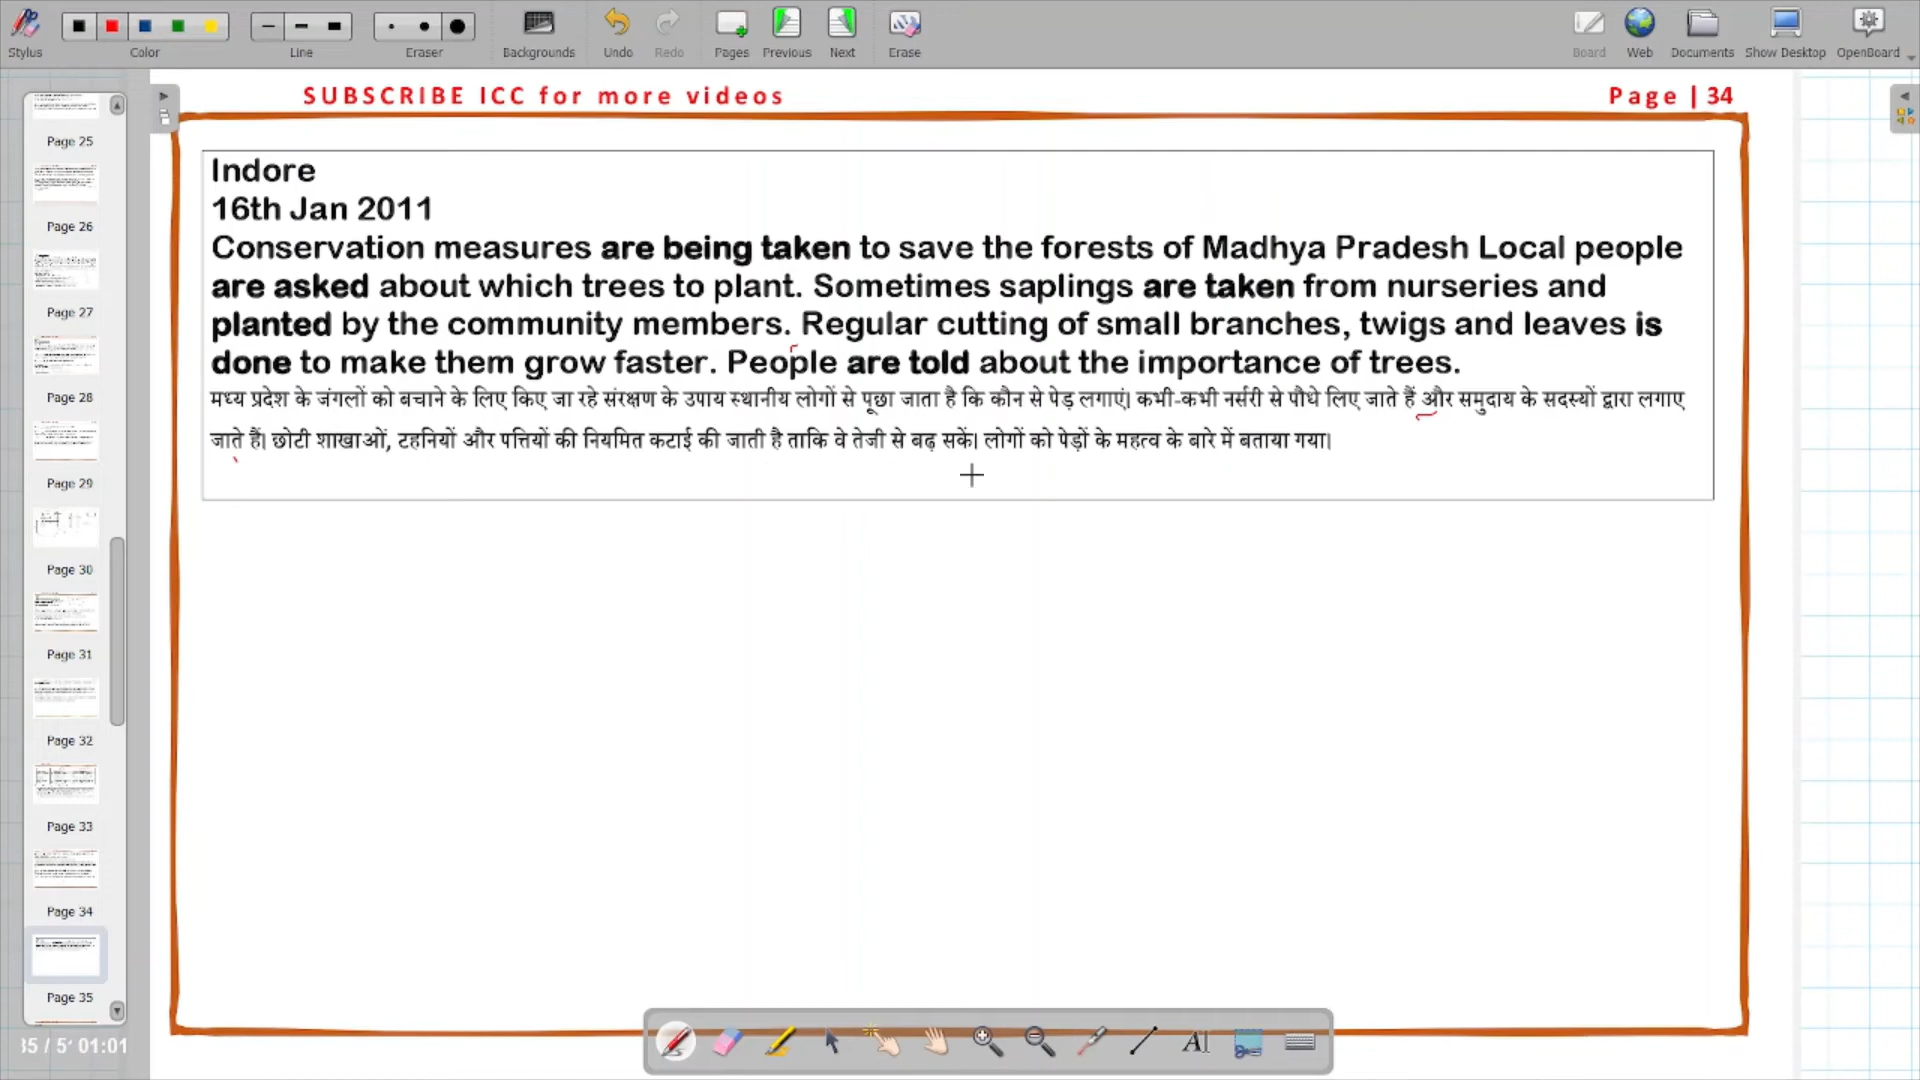 Stylus
Color
Line
Eraser
Backgrounds
Undo
Redo
Pages
Previous
Next
Erase
Board
Web
Documents
Show Desktop
OpenBoard
SUBSCRIBE ICC for more videos
Page | 34
Page 25
Page 26
Page 27
Page 28
Page 29
Page 30
Page 31
Page 32
Page 33
Page 34
Page 35
Indore
16th Jan 2011
Conservation measures are being taken to save the forests of Madhya Pradesh Local people
are asked about which trees to plant. Sometimes saplings are taken from nurseries and
planted by the community members. Regular cutting of small branches, twigs and leaves is
done to make them grow faster. People are told about the importance of trees.
मध्य प्रदेश के जंगलों को बचाने के लिए किए जा रहे संरक्षण के उपाय स्थानीय लोगों से पूछा जाता है कि कौन से पेड़ लगाएं। कभी-कभी नर्सरी से पौधे लिए जाते हैं और समुदाय के सदस्यों द्वारा लगाए
जाते हैं। छोटी शाखाओं, टहनियों और पत्तियों की नियमित कटाई की जाती है ताकि वे तेजी से बढ़ सकें। लोगों को पेड़ों के महत्व के बारे में बताया गया।
01:01